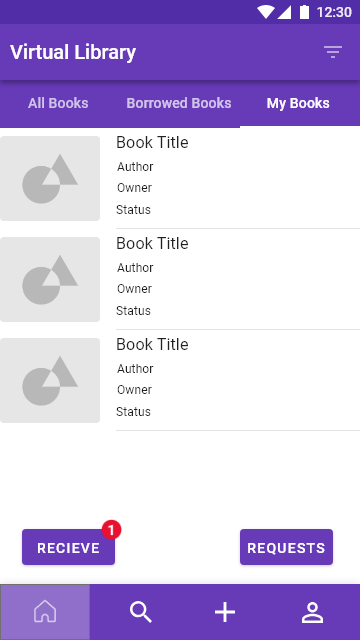 12:30
Virtual Library
All Books Borrowed Books My Books
Book Title
Author
Owner
Status
Book Title
Author
Owner
Status
Book Title
Author
Owner
Status
1
RECIEVE REQUESTS